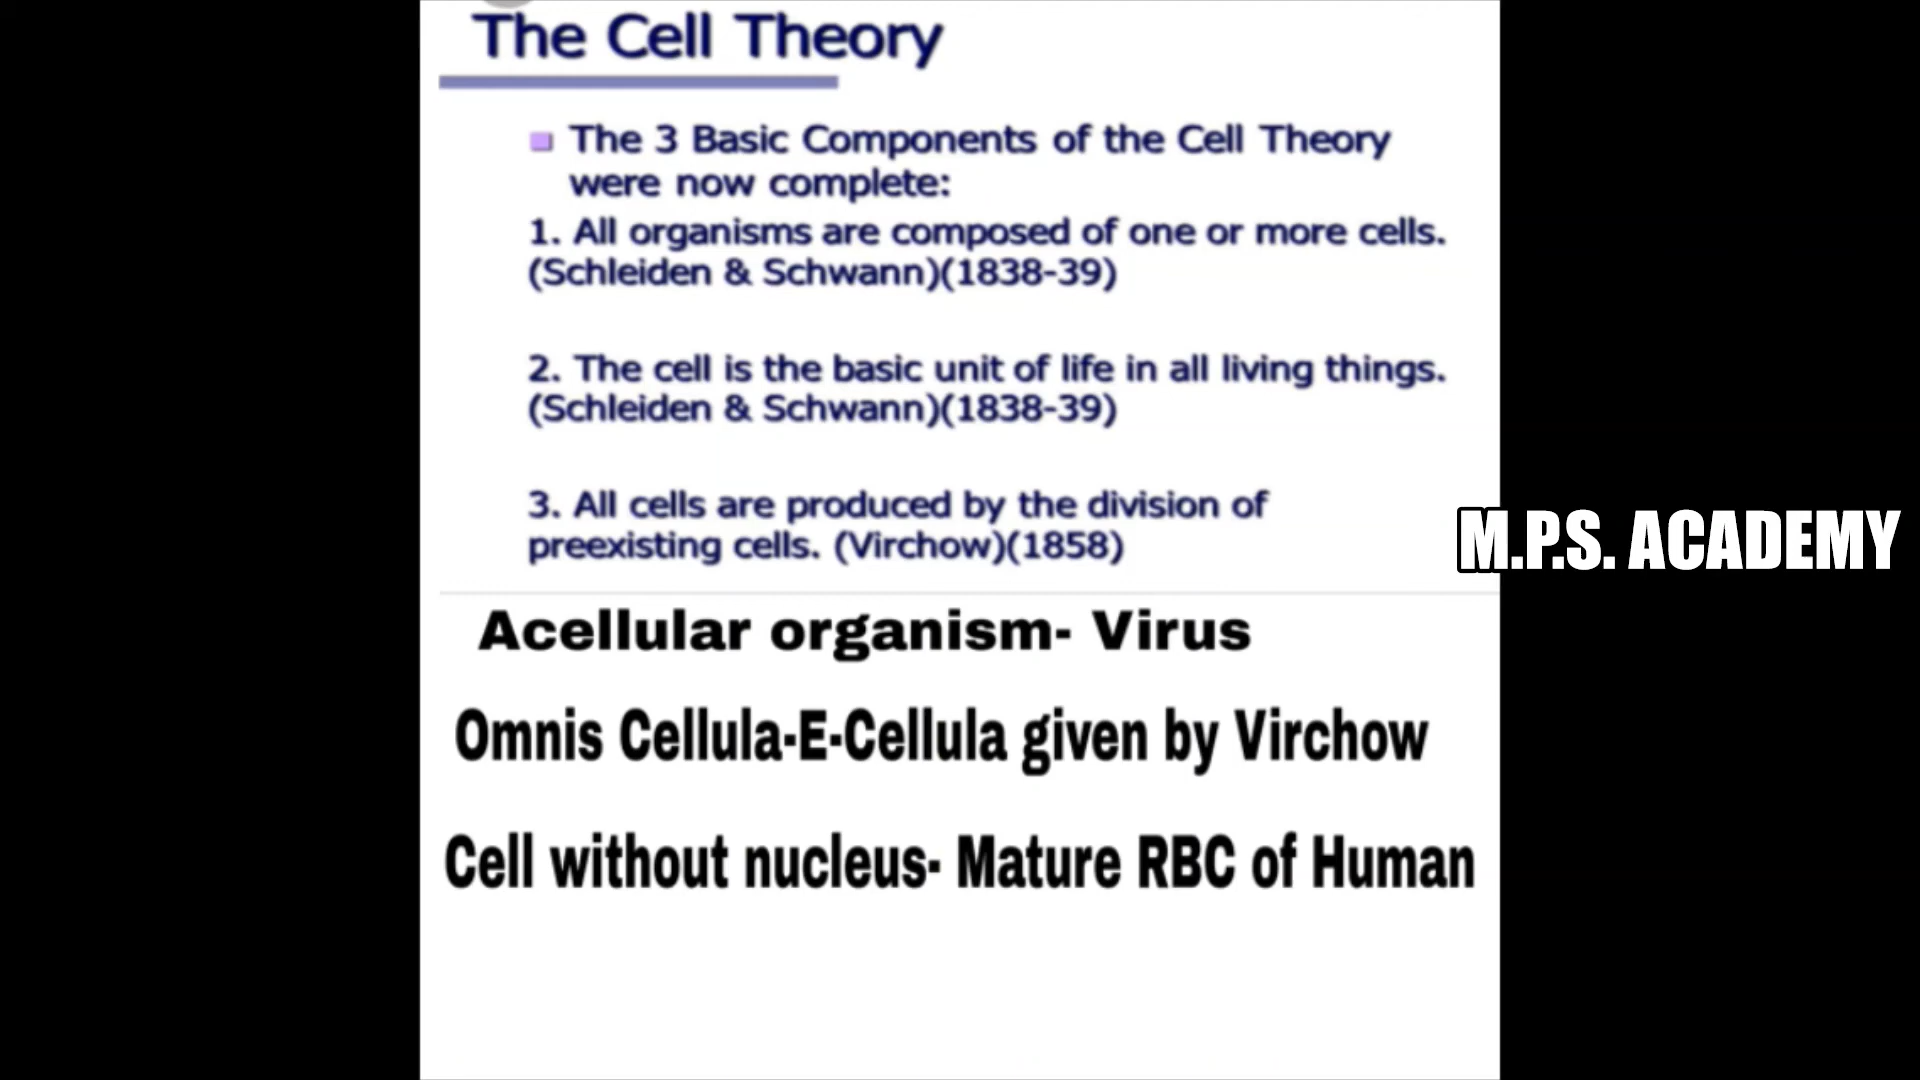 The Cell Theory
The 3 Basic Components of the Cell Theory
were now complete:
1. All organisms are composed of one or more cells.
(Schleiden & Schwann)(1838-39)
2. The cell is the basic unit of life in all living things.
(Schleiden & Schwann)(1838-39)
3. All cells are produced by the division of
preexisting cells. (Virchow)(1858)
M.P.S. ACADEMY
Acellular organism- Virus
Omnis Cellula-E-Cellula given by Virchow
Cell without nucleus- Mature RBC of Human